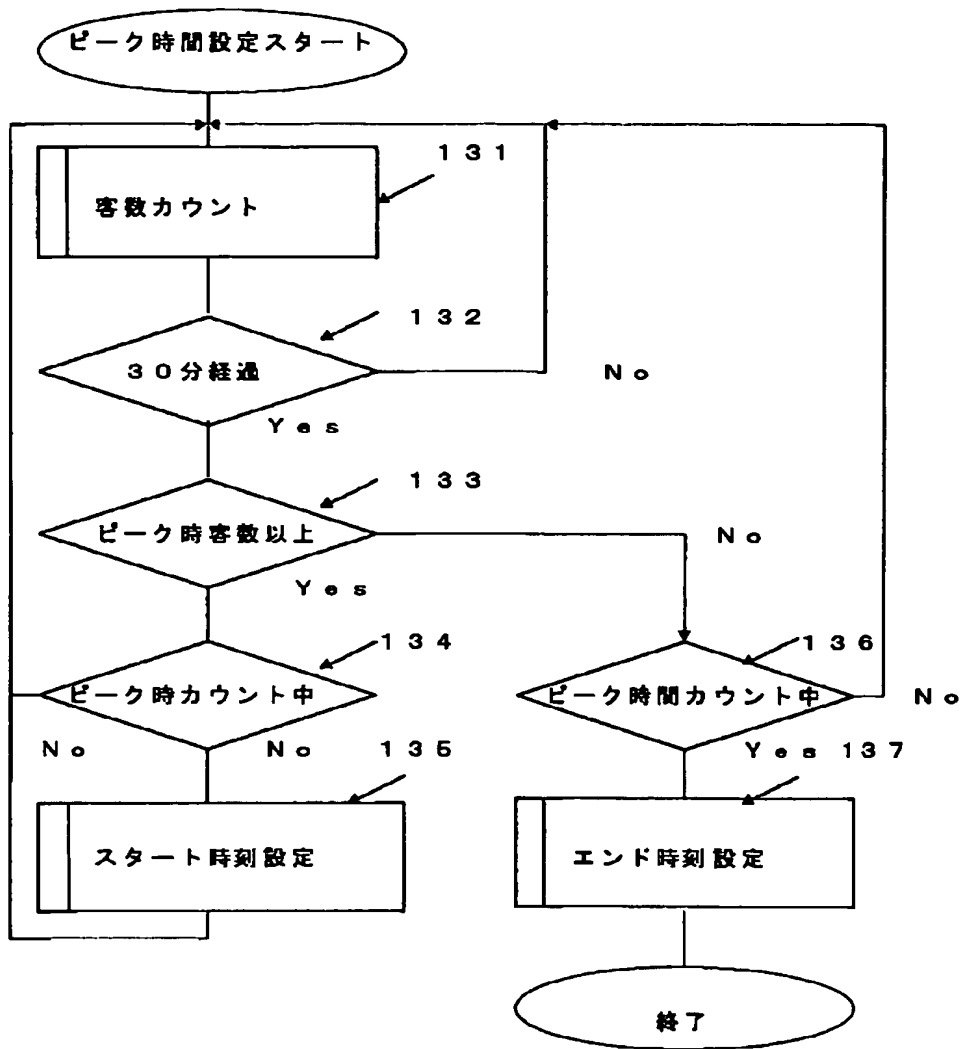 ピーク時間設定スタート
131
客数カウント
132
30分経過
No
Yes
133
ピーク時客数以上
No
Yes
134
ピーク時カウント中
136
ピーク時間カウント中
No
No
No
135
Yes 137
スタート時刻設定
エンド時刻設定
終了